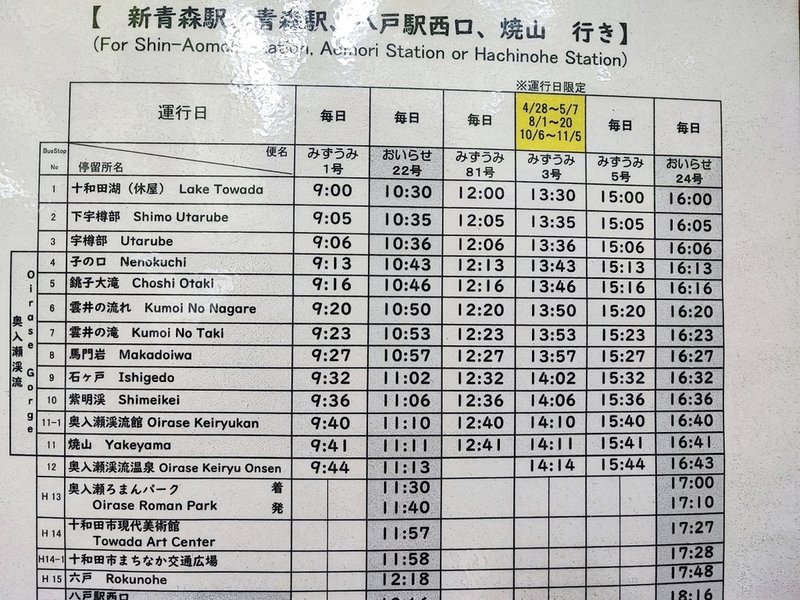 【 新青森駅、青森駅、八戸駅西口、焼山 行き】
(For Shin-Aomori Station, Aomori Station or Hachinohe Station)
※運行日限定
運行日 毎日 毎日 毎日 4/28～5/7 8/1～20 10/6～11/5 毎日 毎日
BusStop No 停留所名 便名 みずうみ1号 おいらせ22号 みずうみ81号 みずうみ3号 みずうみ5号 おいらせ24号
1 十和田湖（休屋） Lake Towada 9:00 10:30 12:00 13:30 15:00 16:00
2 下宇樽部 Shimo Utarube 9:05 10:35 12:05 13:35 15:05 16:05
3 宇樽部 Utarube 9:06 10:36 12:06 13:36 15:06 16:06
奥入瀬渓流 Oirase Gorge
4 子の口 Nenokuchi 9:13 10:43 12:13 13:43 15:13 16:13
5 銚子大滝 Choshi Otaki 9:16 10:46 12:16 13:46 15:16 16:16
6 雲井の流れ Kumoi No Nagare 9:20 10:50 12:20 13:50 15:20 16:20
7 雲井の滝 Kumoi No Taki 9:23 10:53 12:23 13:53 15:23 16:23
8 馬門岩 Makadoiwa 9:27 10:57 12:27 13:57 15:27 16:27
9 石ヶ戸 Ishigedo 9:32 11:02 12:32 14:02 15:32 16:32
10 紫明渓 Shimeikei 9:36 11:06 12:36 14:06 15:36 16:36
11-1 奥入瀬渓流館 Oirase Keiryukan 9:40 11:10 12:40 14:10 15:40 16:40
11 焼山 Yakeyama 9:41 11:11 12:41 14:11 15:41 16:41
12 奥入瀬渓流温泉 Oirase Keiryu Onsen 9:44 11:13 14:14 15:44 16:43
H 13 奥入瀬ろまんパーク 着 11:30 17:00
Oirase Roman Park 発 11:40 17:10
H 14 十和田市現代美術館
Towada Art Center 11:57 17:27
H14-1 十和田市まちなか交通広場 11:58 17:28
H 15 六戸 Rokunohe 12:18 17:48
八戸駅西口 18:16